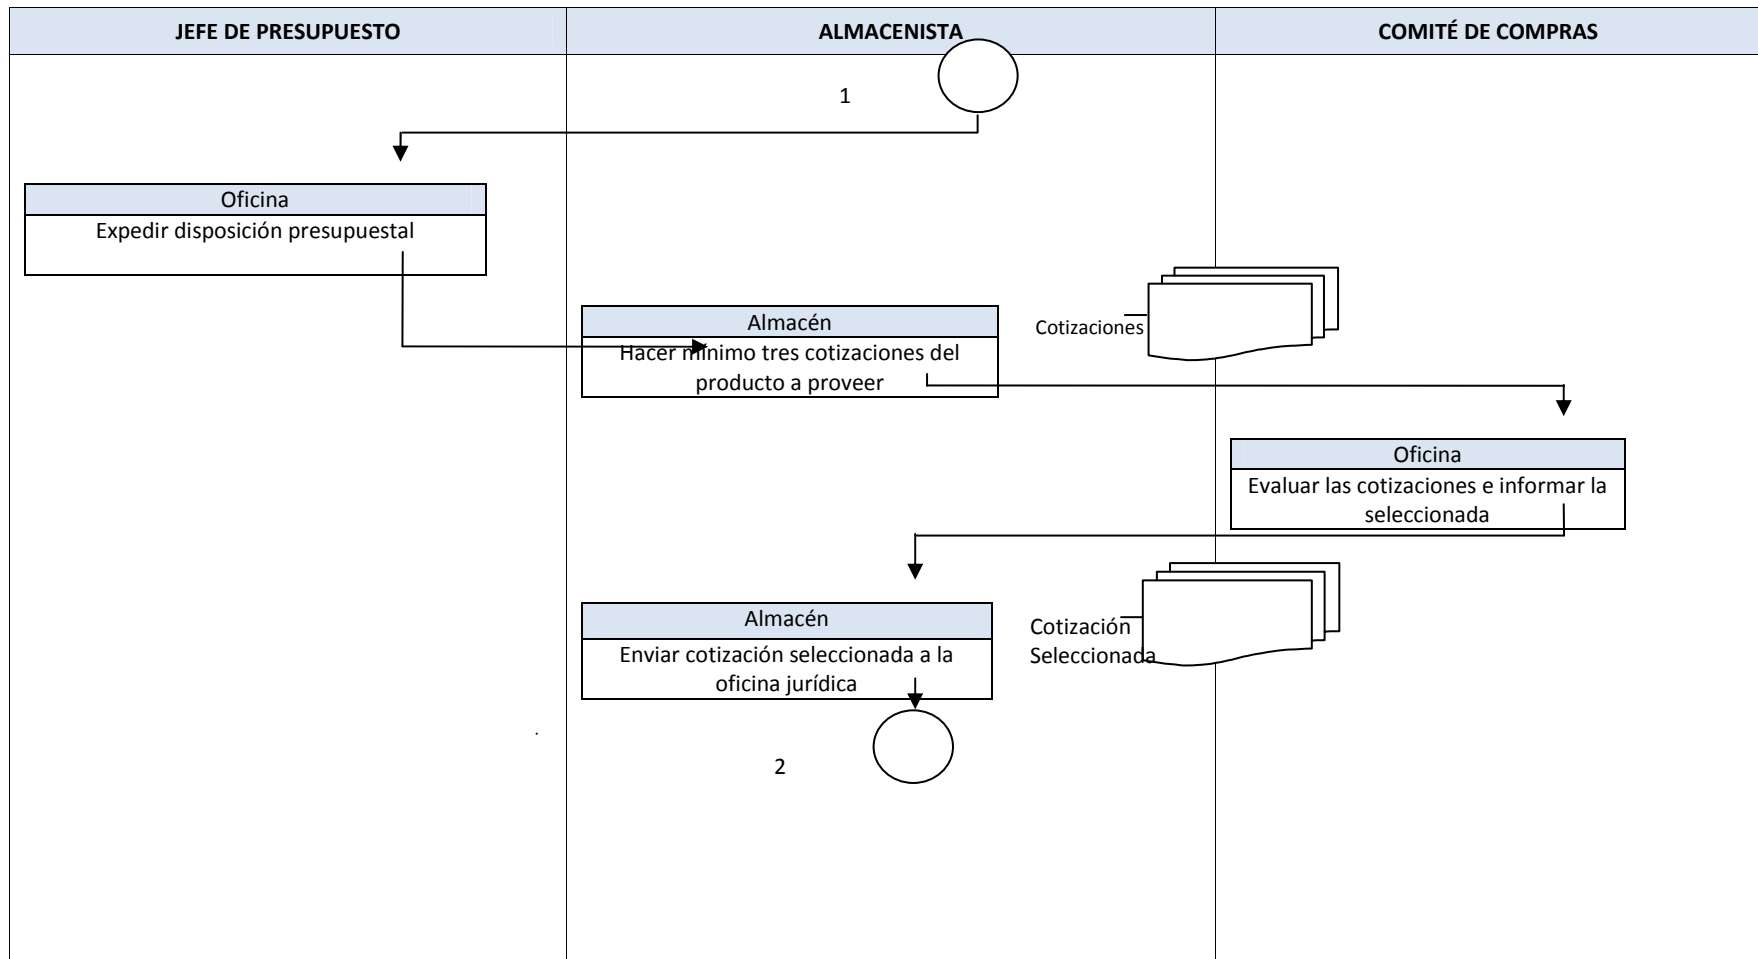 JEFE DE PRESUPUESTO
ALMACENISTA
COMITÉ DE COMPRAS
1
Oficina
Expedir disposición presupuestal
Almacén
Hacer mínimo tres cotizaciones del
producto a proveer
Cotizaciones
Oficina
Evaluar las cotizaciones e informar la
seleccionada
Almacén
Enviar cotización seleccionada a la
oficina jurídica
Cotización
Seleccionada
.
2